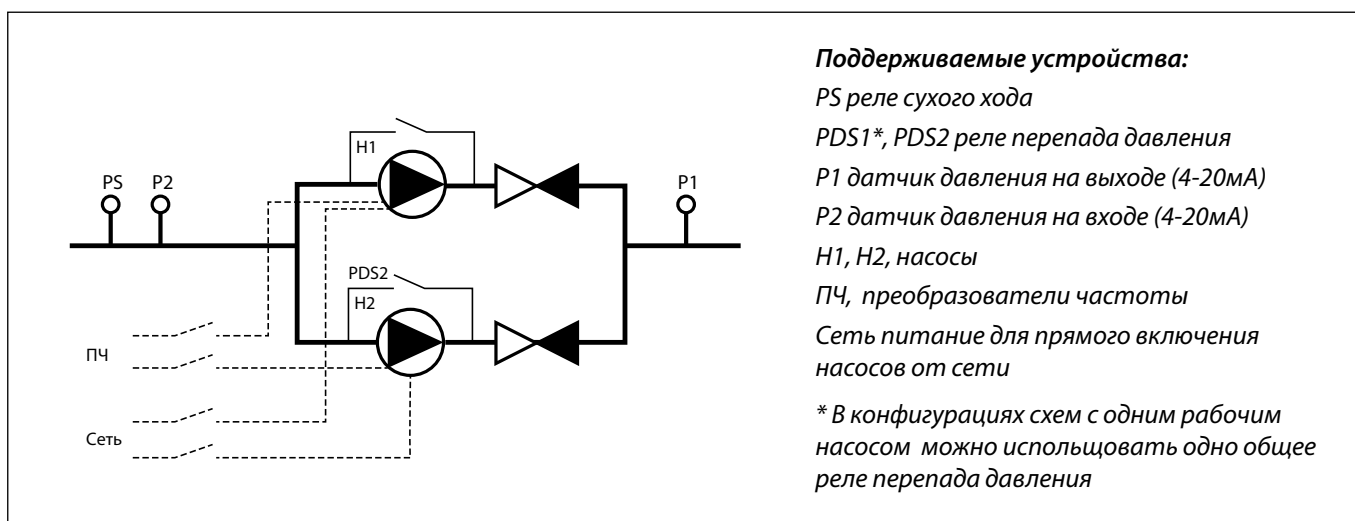 PS
P2
H1
PDS2
H2
P1
ПЧ
Сеть
Поддерживаемые устройства:
PS реле сухого хода
PDS1*, PDS2 реле перепада давления
P1 датчик давления на выходе (4-20мА)
P2 датчик давления на входе (4-20мА)
H1, H2, насосы
ПЧ, преобразователи частоты
Сеть питание для прямого включения
насосов от сети
* В конфигурациях схем с одним рабочим
насосом можно испольщовать одно общее
реле перепада давления